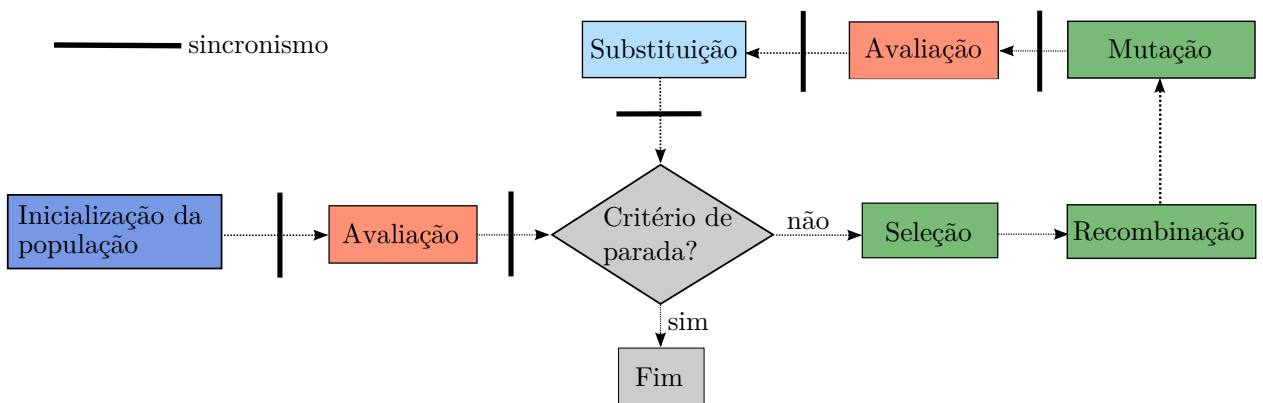 sincronismo
Substituição
Avaliação
Mutação
Inicialização da
população
Avaliação
Critério de
parada?
não
Seleção
Recombinação
sim
Fim